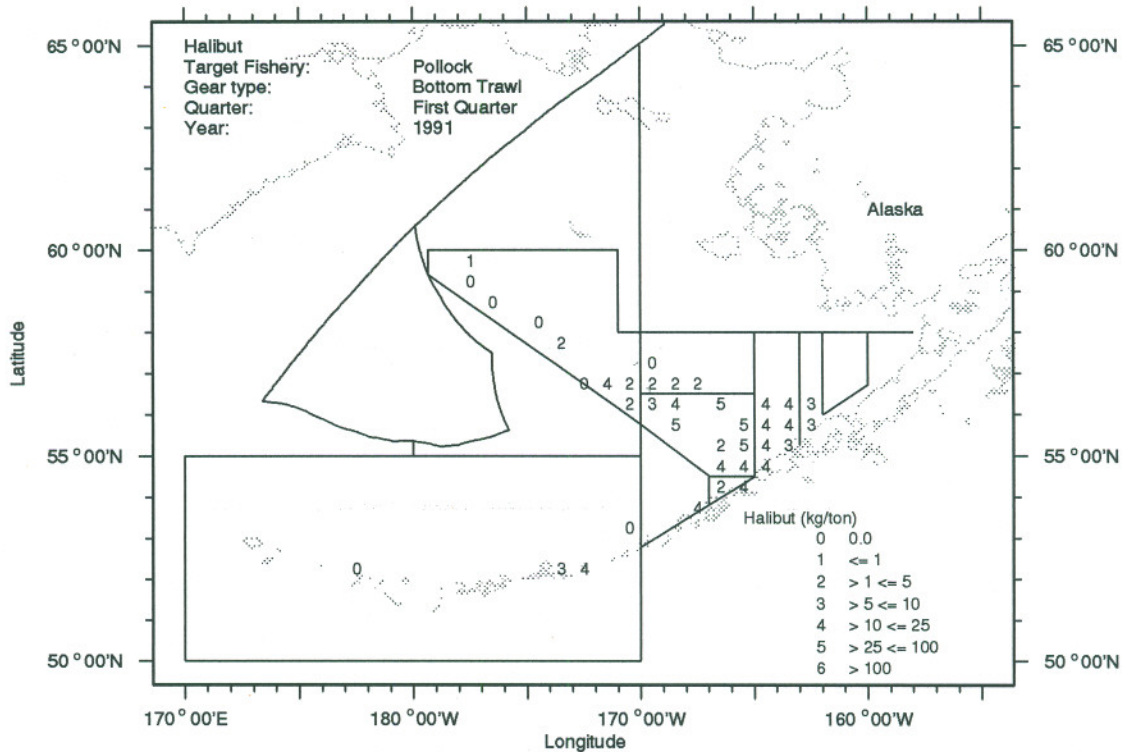 65 °00'N
65 °00'N
Halibut
Target Fishery: Pollock
Gear type: Bottom Trawl
Quarter: First Quarter
Year: 1991
Alaska
60 °00'N
60 °00'N
1
0
0
0
2
0
0 4 2 2 2 2
2 3 4 5 4 4 3
5 5 4 4 3
2 5 4 3
55 °00'N
4 4 4
55 °00'N
2 4
4
Latitude
0
0 3 4
Halibut (kg/ton)
0 0.0
1 <= 1
2 > 1 <= 5
3 > 5 <= 10
4 > 10 <= 25
5 > 25 <= 100
6 > 100
50 °00'N
50 °00'N
170 °00'E
180 °00'W
170 °00'W
160 °00'W
Longitude